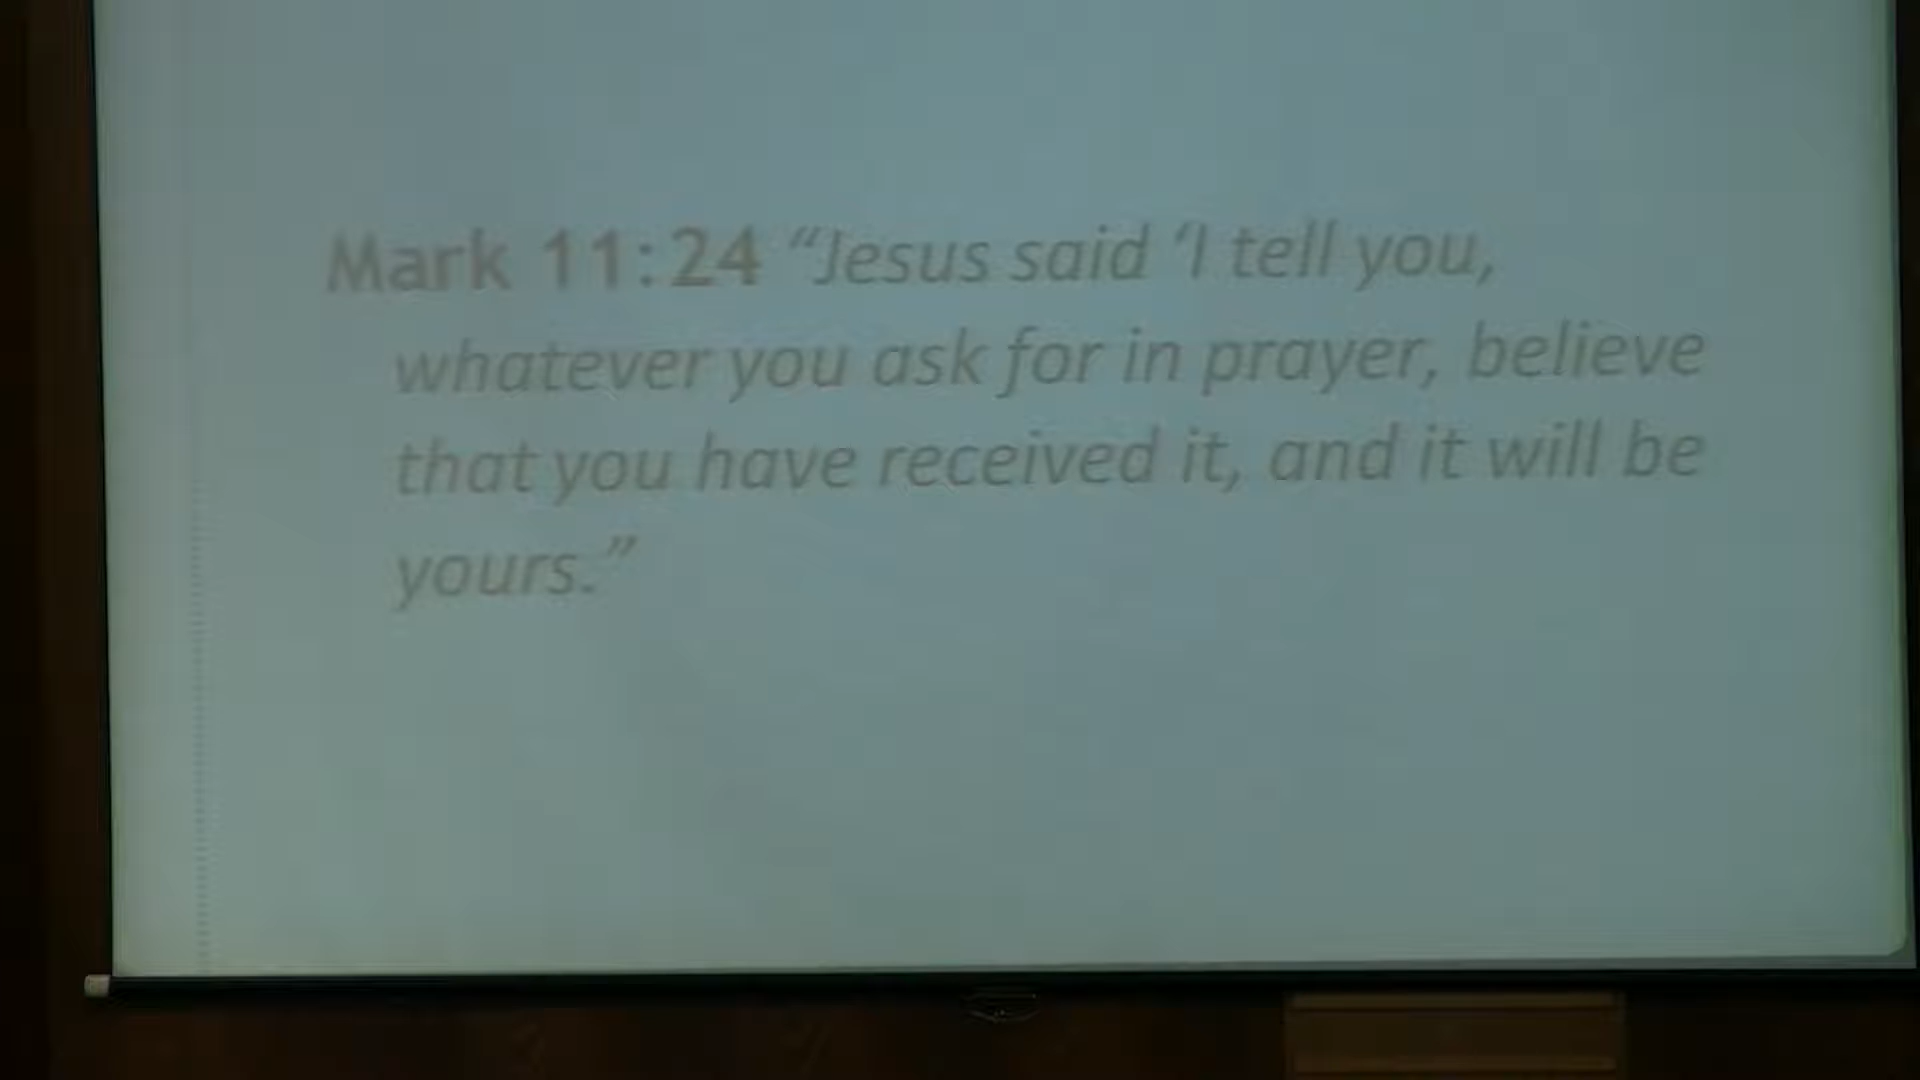 Mark 11:24 “Jesus said ‘I tell you,
whatever you ask for in prayer, believe
that you have received it, and it will be
yours.”